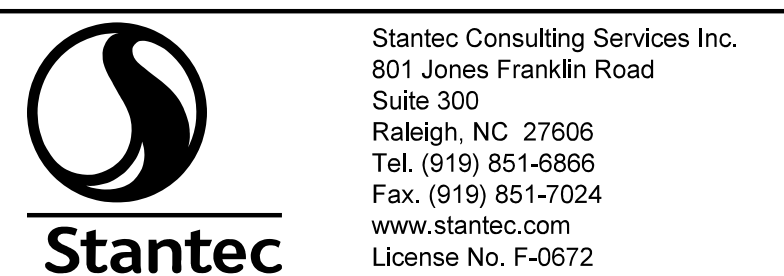 Stantec
Stantec Consulting Services Inc.
801 Jones Franklin Road
Suite 300
Raleigh, NC 27606
Tel. (919) 851-6866
Fax. (919) 851-7024
www.stantec.com
License No. F-0672